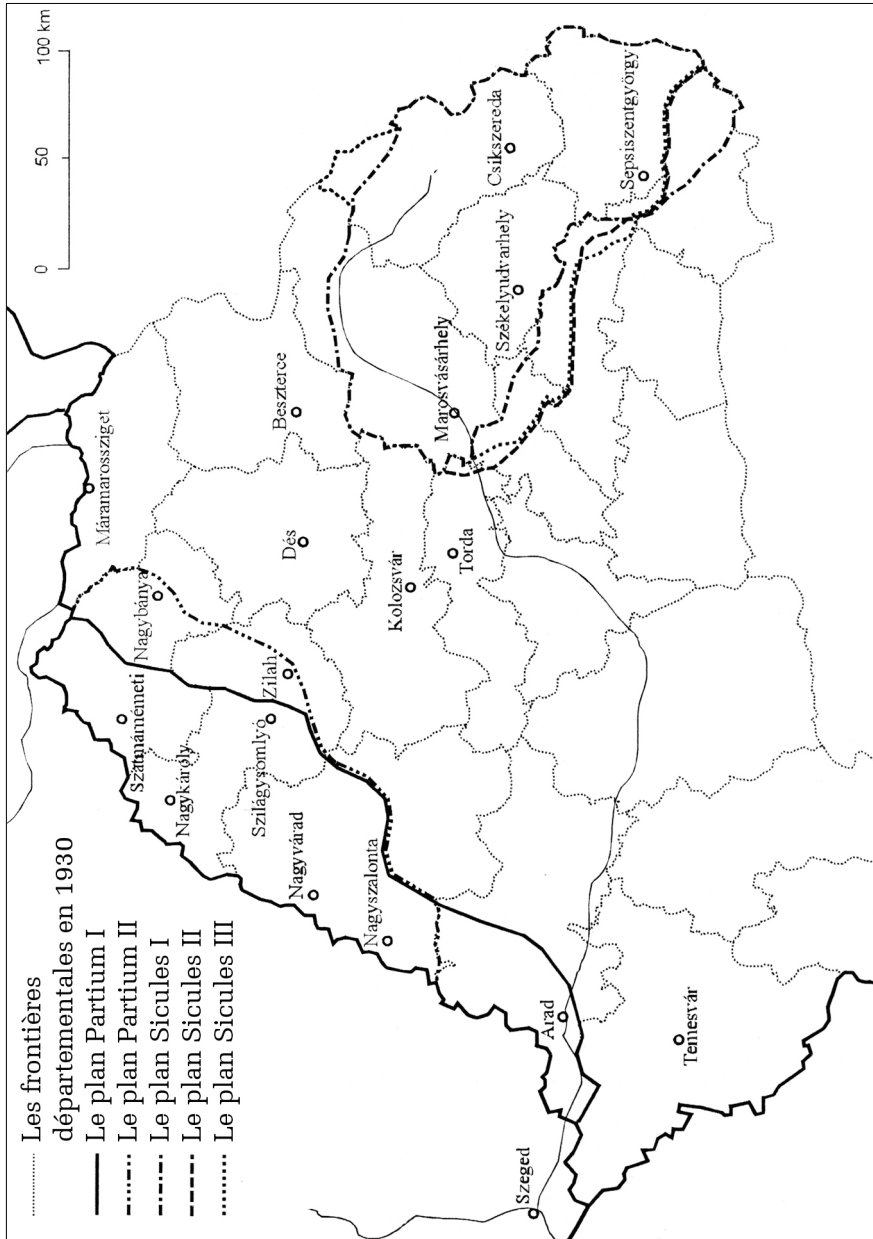 Les frontières
départementales en 1930
Le plan Partium I
Le plan Partium II
Le plan Sicules I
Le plan Sicules II
Le plan Sicules III
0 50 100 km
Máramarossziget
Szatmárnémeti
Nagybánya
Nagykároly
Beszterce
Szilágysomlyó
Zilah
Dés
Nagyvárad
Nagyszalonta
Kolozsvár
Torda
Marosvásárhely
Székelyudvarhely
Csikszereda
Szeged
Arad
Temesvár
Sepsiszentgyörgy